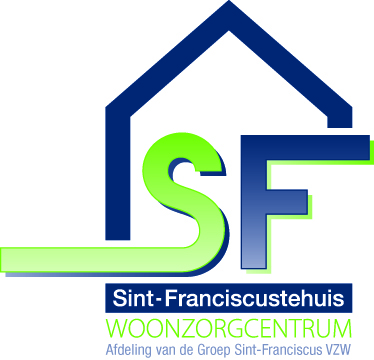 SF
Sint-Franciscustehuis
WOONZORGCENTRUM
Afdeling van de Groep Sint-Franciscus VZW